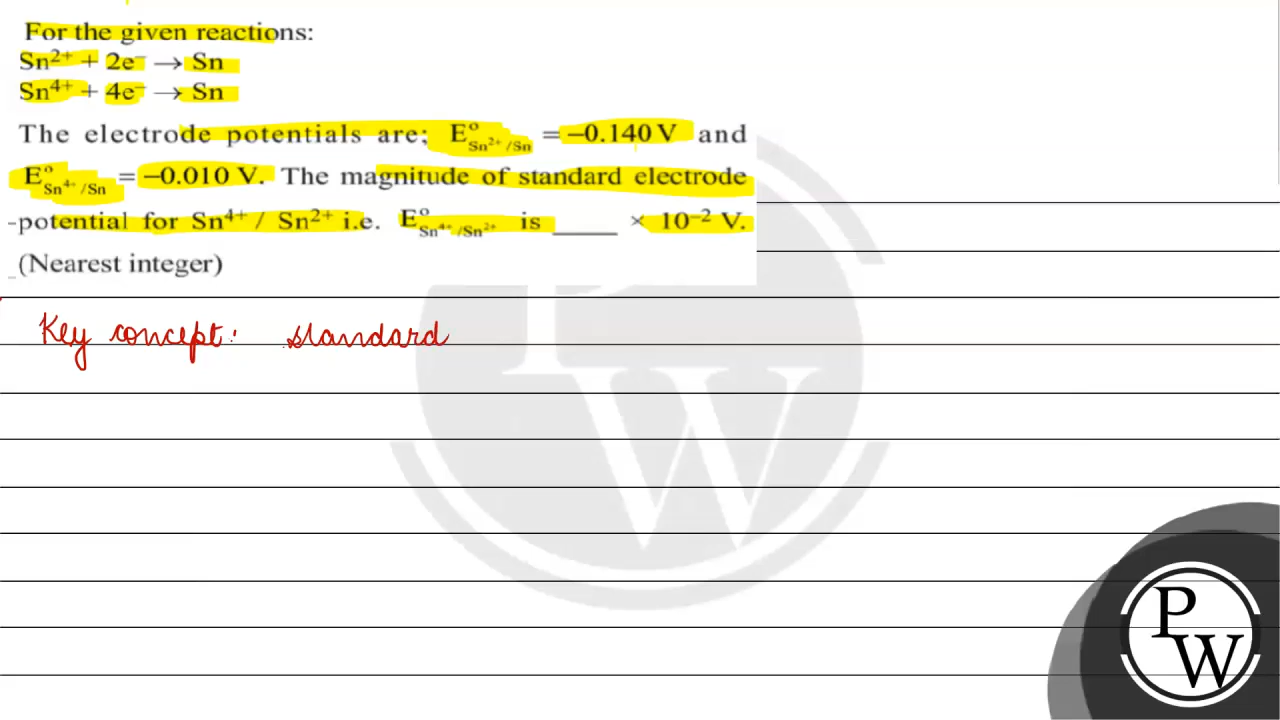 For the given reactions:
Sn²⁺ + 2e⁻ → Sn
Sn⁴⁺ + 4e⁻ → Sn
The electrode potentials are; E°Sn²⁺/Sn = –0.140 V and
E°Sn⁴⁺/Sn = –0.010 V. The magnitude of standard electrode
potential for Sn⁴⁺ / Sn²⁺ i.e. E°Sn⁴⁺/Sn²⁺ is ____ × 10⁻² V.
(Nearest integer)
Key concept: standard
W
P
W